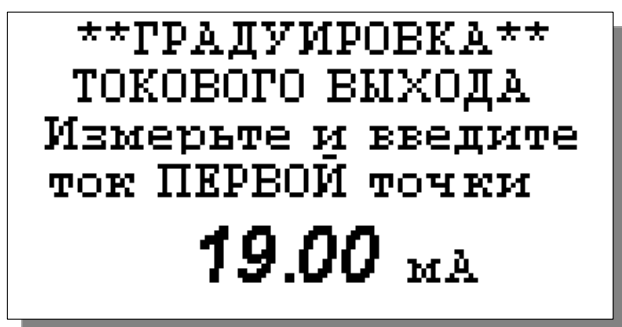 **ГРАДУИРОВКА**
ТОКОВОГО ВЫХОДА
Измерьте и введите
ток ПЕРВОЙ точки
19.00 мА